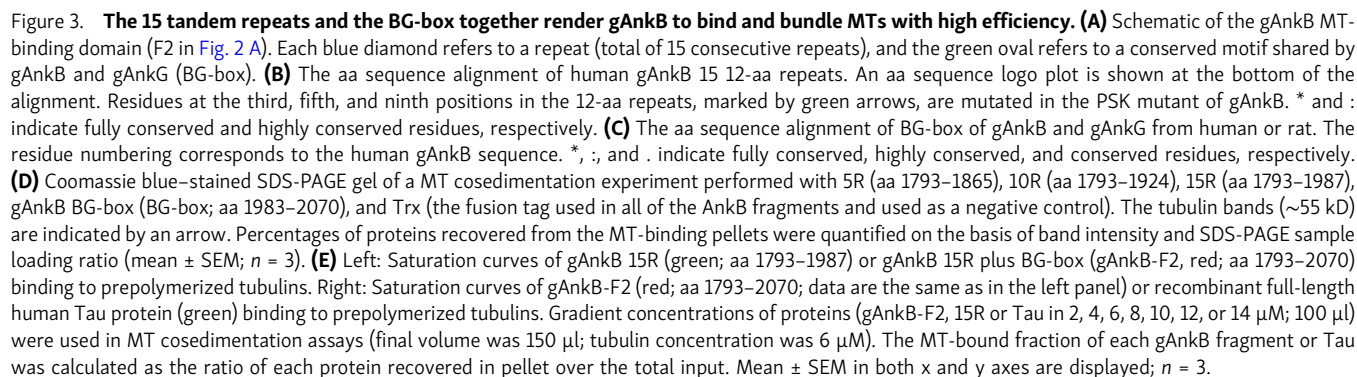 Figure 3. The 15 tandem repeats and the BG-box together render gAnkB to bind and bundle MTs with high efficiency. (A) Schematic of the gAnkB MT-
binding domain (F2 in Fig. 2 A). Each blue diamond refers to a repeat (total of 15 consecutive repeats), and the green oval refers to a conserved motif shared by
gAnkB and gAnkG (BG-box). (B) The aa sequence alignment of human gAnkB 15 12-aa repeats. An aa sequence logo plot is shown at the bottom of the
alignment. Residues at the third, fifth, and ninth positions in the 12-aa repeats, marked by green arrows, are mutated in the PSK mutant of gAnkB. * and :
indicate fully conserved and highly conserved residues, respectively. (C) The aa sequence alignment of BG-box of gAnkB and gAnkG from human or rat. The
residue numbering corresponds to the human gAnkB sequence. *, :, and . indicate fully conserved, highly conserved, and conserved residues, respectively.
(D) Coomassie blue–stained SDS-PAGE gel of a MT cosedimentation experiment performed with 5R (aa 1793–1865), 10R (aa 1793–1924), 15R (aa 1793–1987),
gAnkB BG-box (BG-box; aa 1983–2070), and Trx (the fusion tag used in all of the AnkB fragments and used as a negative control). The tubulin bands (~55 kD)
are indicated by an arrow. Percentages of proteins recovered from the MT-binding pellets were quantified on the basis of band intensity and SDS-PAGE sample
loading ratio (mean ± SEM; n = 3). (E) Left: Saturation curves of gAnkB 15R (green; aa 1793–1987) or gAnkB 15R plus BG-box (gAnkB-F2, red; aa 1793–2070)
binding to prepolymerized tubulins. Right: Saturation curves of gAnkB-F2 (red; aa 1793–2070; data are the same as in the left panel) or recombinant full-length
human Tau protein (green) binding to prepolymerized tubulins. Gradient concentrations of proteins (gAnkB-F2, 15R or Tau in 2, 4, 6, 8, 10, 12, or 14 μM; 100 μl)
were used in MT cosedimentation assays (final volume was 150 μl; tubulin concentration was 6 μM). The MT-bound fraction of each gAnkB fragment or Tau
was calculated as the ratio of each protein recovered in pellet over the total input. Mean ± SEM in both x and y axes are displayed; n = 3.